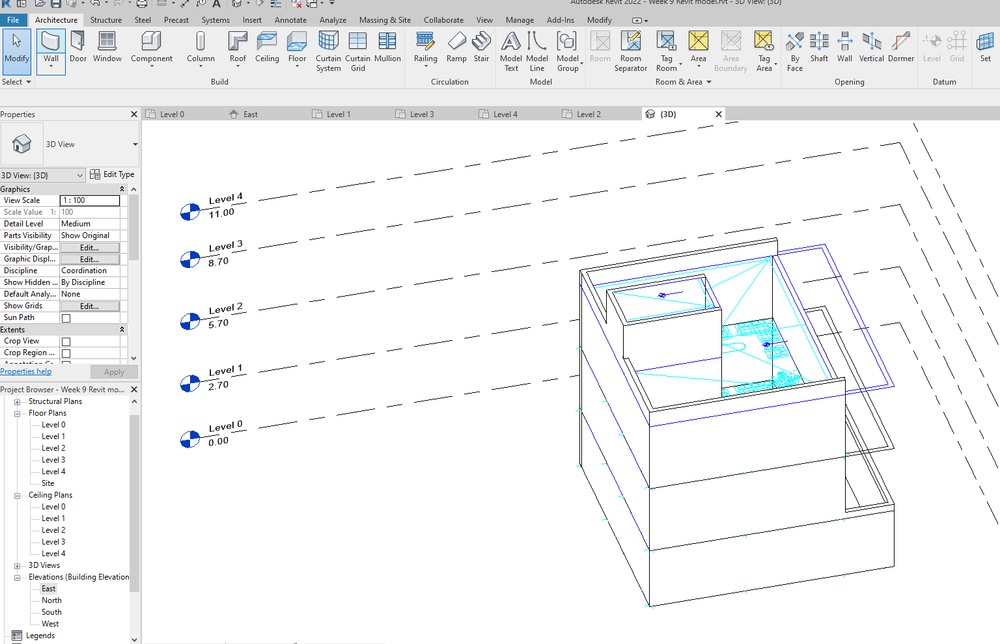 Autodesk Revit 2022 - Week 9 Revit model.rvt - 3D View: {3D}
File Architecture Structure Steel Precast Systems Insert Annotate Analyze Massing & Site Collaborate View Manage Add-Ins Modify
Modify Wall Door Window Component Column Roof Ceiling Floor Curtain System Curtain Grid Mullion Railing Ramp Stair Model Text Model Line Model Group Room Room Separator Tag Room Area Area Boundary Tag Area By Face Shaft Wall Vertical Dormer Level Grid Set
Select Build Circulation Model Room & Area Opening Datum
Properties
Level 0 East Level 1 Level 3 Level 4 Level 2 {3D}
3D View
3D View: {3D} Edit Type
Graphics
View Scale 1 : 100
Scale Value 1: 100
Detail Level Medium
Parts Visibility Show Original
Visibility/Grap... Edit...
Graphic Displ... Edit...
Discipline Coordination
Show Hidden ... By Discipline
Default Analy... None
Show Grids Edit...
Sun Path
Extents
Crop View
Crop Region ...
Properties help Apply
Project Browser - Week 9 Revit mo...
Structural Plans
Floor Plans
Level 0
Level 1
Level 2
Level 3
Level 4
Site
Ceiling Plans
Level 0
Level 1
Level 2
Level 3
Level 4
3D Views
Elevations (Building Elevation
East
North
South
West
Legends
Level 4
11.00
Level 3
8.70
Level 2
5.70
Level 1
2.70
Level 0
0.00